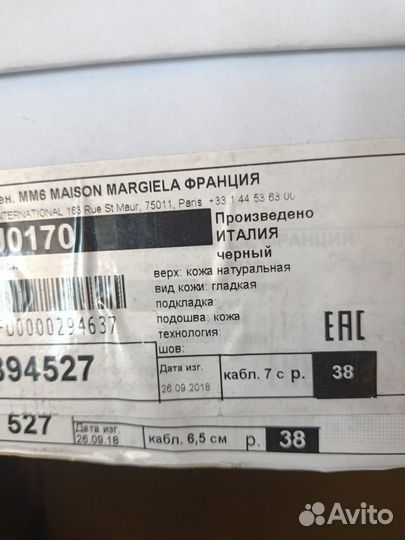 ен. MM6 MAISON MARGIELA ФРАНЦИЯ
INTERNATIONAL 163 Rue St Maur, 75011, Paris +33 1 44 53 63 00
J0170
Произведено
ИТАЛИЯ
черный
верх: кожа натуральная
вид кожи: гладкая
подкладка:
подошва: кожа
технология:
шов:
FU0000294637
394527
Дата изг.
26.09.2018
кабл. 7 с р. 38
EAC
527
Дата изг.
26.09.18
кабл. 6,5 см р. 38
Avito